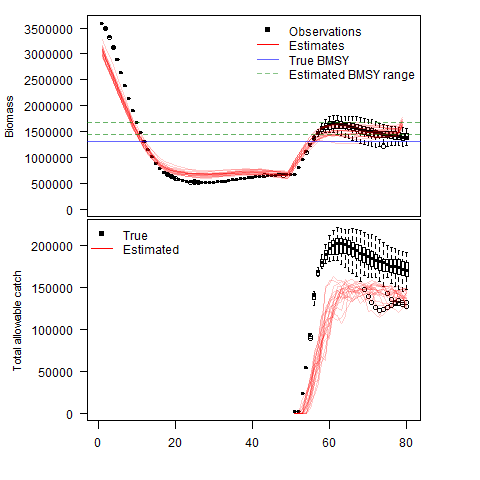 3500000
3000000
2500000
2000000
1500000
1000000
500000
0
Biomass
Observations
Estimates
True BMSY
Estimated BMSY range
200000
150000
100000
50000
0
Total allowable catch
True
Estimated
0 20 40 60 80